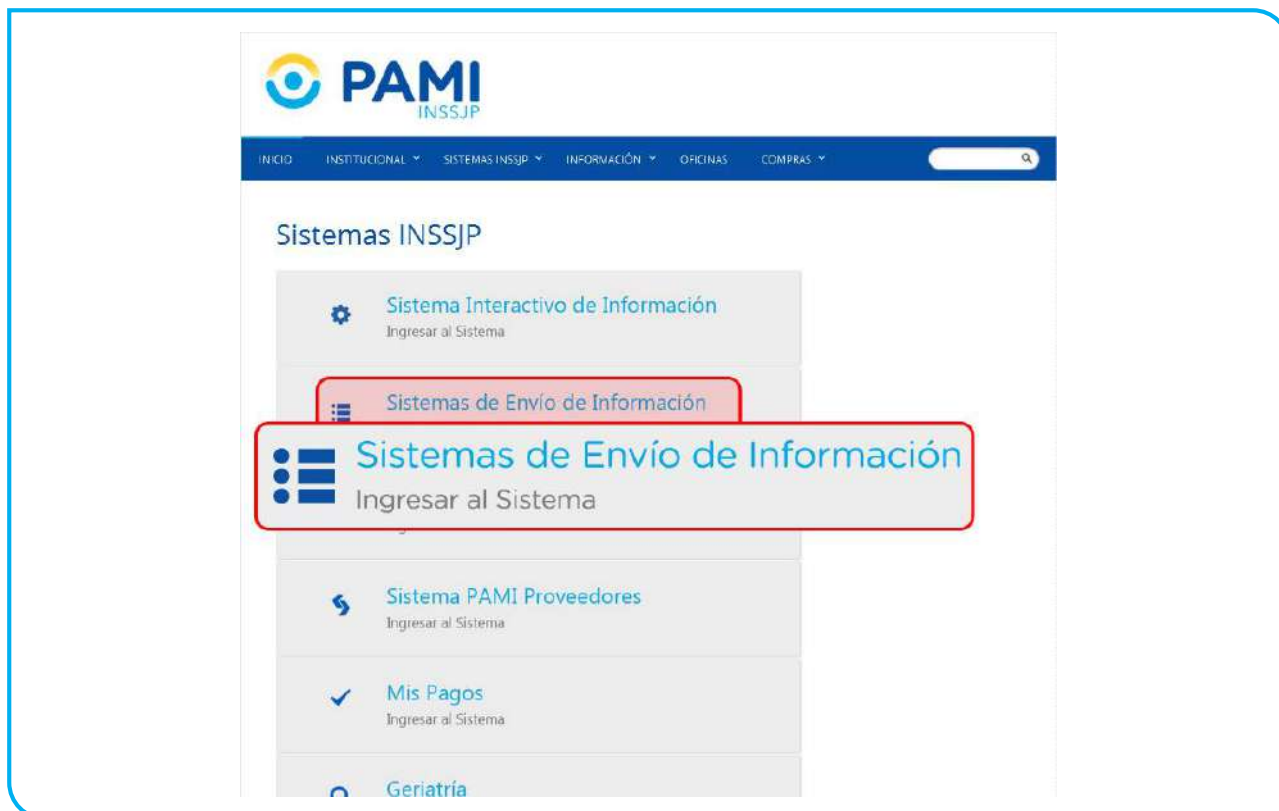 PAMI
INSSJP
INICIO INSTITUCIONAL SISTEMAS INSSJP INFORMACIÓN OFICINAS COMPRAS
Sistemas INSSJP
Sistema Interactivo de Información
Ingresar al Sistema
Sistemas de Envío de Información
Sistemas de Envío de Información
Ingresar al Sistema
Sistema PAMI Proveedores
Ingresar al Sistema
Mis Pagos
Ingresar al Sistema
Geriatría